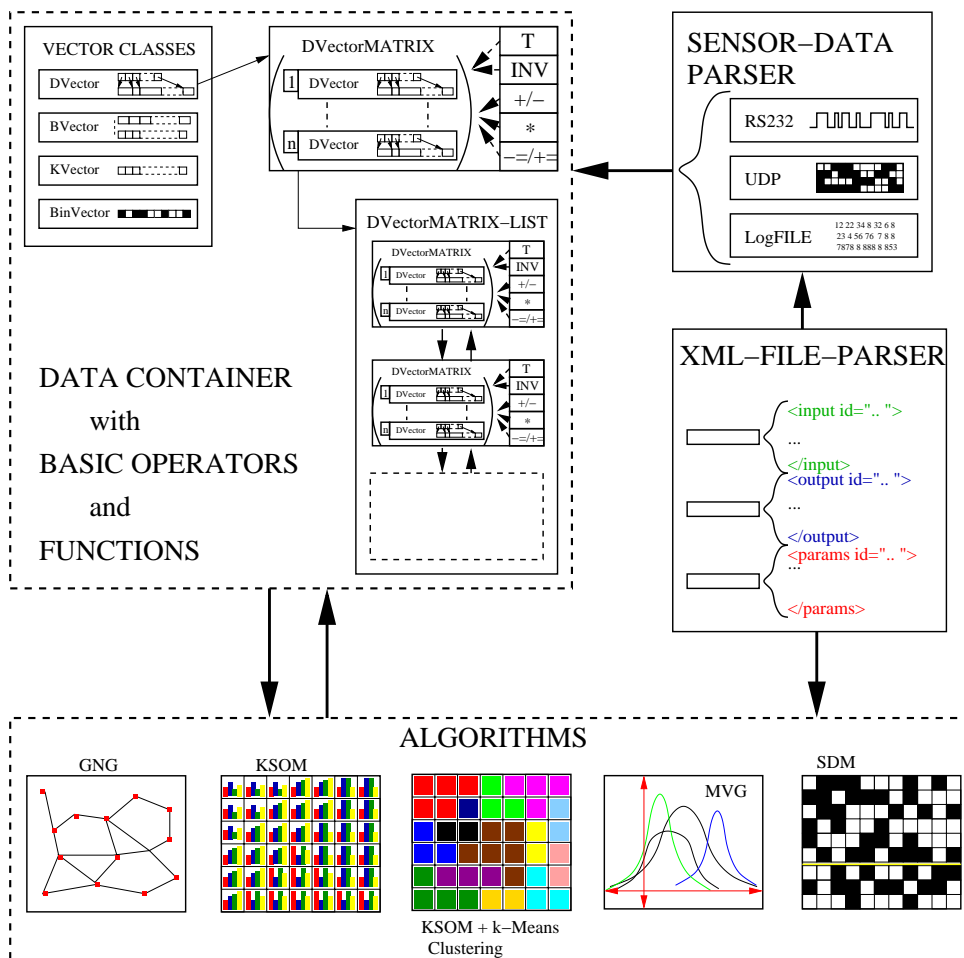 VECTOR CLASSES
DVector
BVector
KVector
BinVector
DVectorMATRIX
1
DVector
n
DVector
T
INV
+/−
*
−=/+=
DVectorMATRIX−LIST
DVectorMATRIX
1
DVector
n
DVector
T
INV
+/−
*
−=/+=
DVectorMATRIX
1
DVector
n
DVector
T
INV
+/−
*
−=/+=
DATA CONTAINER
with
BASIC OPERATORS
and
FUNCTIONS
SENSOR−DATA
PARSER
RS232
UDP
LogFILE
12 22 34 8 32 6 8
23 4 56 76 7 8 8
7878 8 888 8 853
XML−FILE−PARSER
<input id=".. ">
...
</input>
<output id=".. ">
...
</output>
<params id=".. ">
...
</params>
ALGORITHMS
GNG
KSOM
KSOM + k−Means
Clustering
MVG
SDM